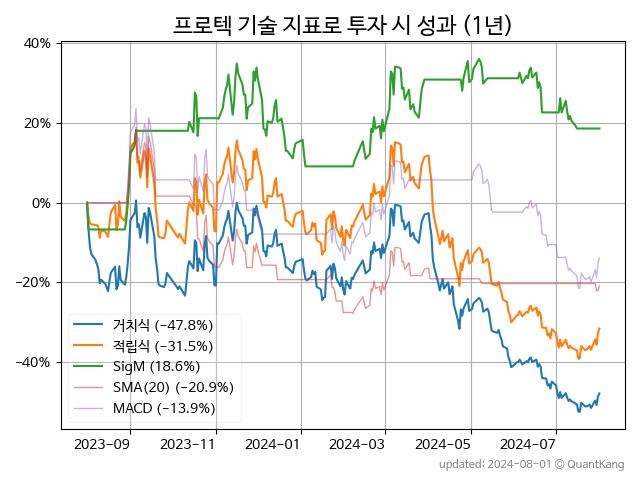 프로텍 기술 지표로 투자 시 성과 (1년)
40%
20%
0%
−20%
−40%
거치식 (−47.8%)
적립식 (−31.5%)
SigM (18.6%)
SMA(20) (−20.9%)
MACD (−13.9%)
2023-09 2023-11 2024-01 2024-03 2024-05 2024-07
updated: 2024-08-01 © QuantKang